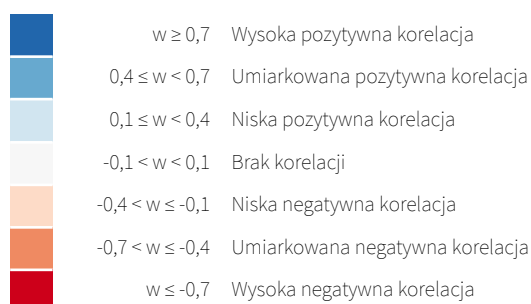 w ≥ 0,7 Wysoka pozytywna korelacja
0,4 ≤ w < 0,7 Umiarkowana pozytywna korelacja
0,1 ≤ w < 0,4 Niska pozytywna korelacja
-0,1 < w < 0,1 Brak korelacji
-0,4 < w ≤ -0,1 Niska negatywna korelacja
-0,7 < w ≤ -0,4 Umiarkowana negatywna korelacja
w ≤ -0,7 Wysoka negatywna korelacja